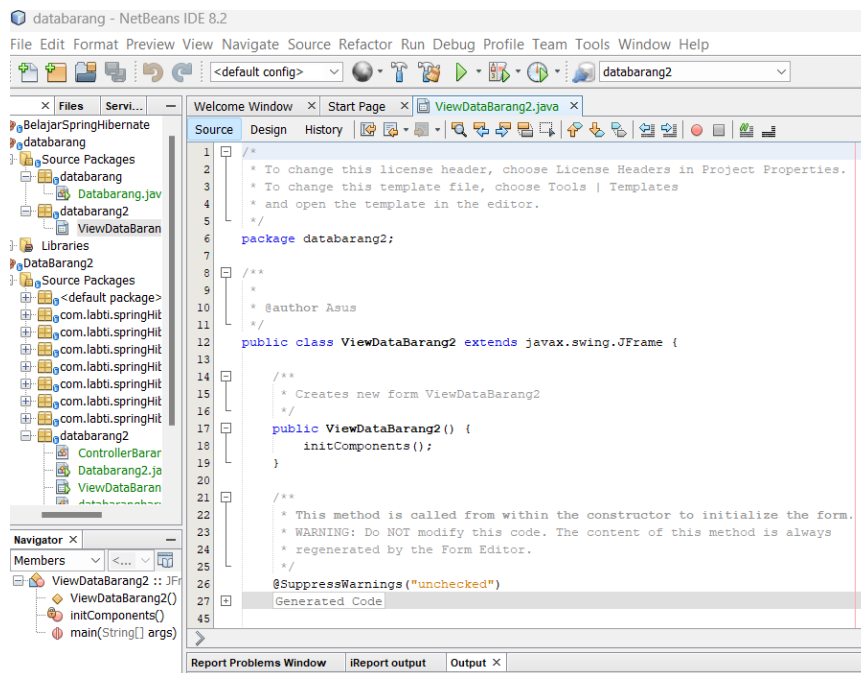 databarang - NetBeans IDE 8.2
File Edit Format Preview View Navigate Source Refactor Run Debug Profile Team Tools Window Help
<default config>
databarang2
Files Servi...
BelajarSpringHibernate
databarang
Source Packages
databarang
Databarang.jav
databarang2
ViewDataBaran
Libraries
DataBarang2
Source Packages
<default package>
com.labti.springHib
com.labti.springHib
com.labti.springHib
com.labti.springHib
com.labti.springHib
com.labti.springHib
com.labti.springHib
databarang2
ControllerBarar
Databarang2.ja
ViewDataBaran
Navigator
Members
<...
ViewDataBarang2 :: JFr
ViewDataBarang2()
initComponents()
main(String[] args)
Welcome Window Start Page ViewDataBarang2.java
Source Design History
1 /*
2 * To change this license header, choose License Headers in Project Properties.
3 * To change this template file, choose Tools | Templates
4 * and open the template in the editor.
5 */
6 package databarang2;
7
8 /**
9 *
10 * @author Asus
11 */
12 public class ViewDataBarang2 extends javax.swing.JFrame {
13
14 /**
15 * Creates new form ViewDataBarang2
16 */
17 public ViewDataBarang2() {
18 initComponents();
19 }
20
21 /**
22 * This method is called from within the constructor to initialize the form.
23 * WARNING: Do NOT modify this code. The content of this method is always
24 * regenerated by the Form Editor.
25 */
26 @SuppressWarnings("unchecked")
27 Generated Code
45
Report Problems Window iReport output Output